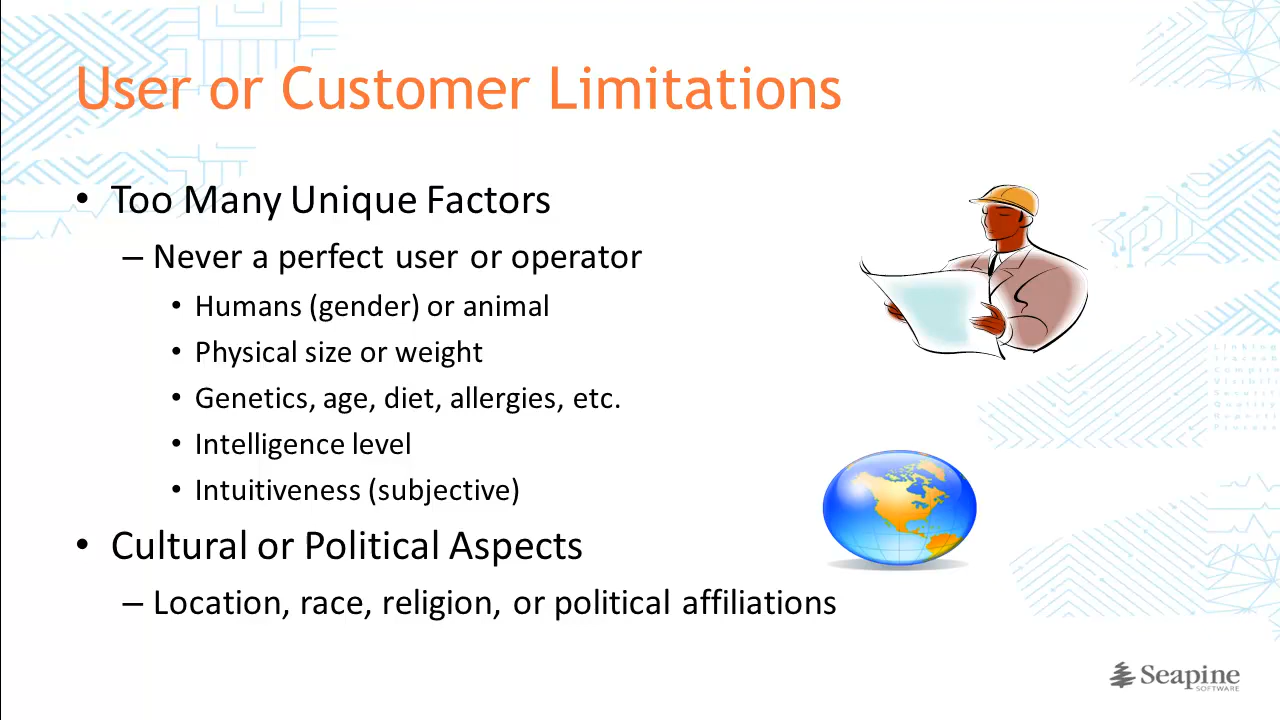 User or Customer Limitations
• Too Many Unique Factors
– Never a perfect user or operator
• Humans (gender) or animal
• Physical size or weight
• Genetics, age, diet, allergies, etc.
• Intelligence level
• Intuitiveness (subjective)
• Cultural or Political Aspects
– Location, race, religion, or political affiliations
Seapine
SOFTWARE